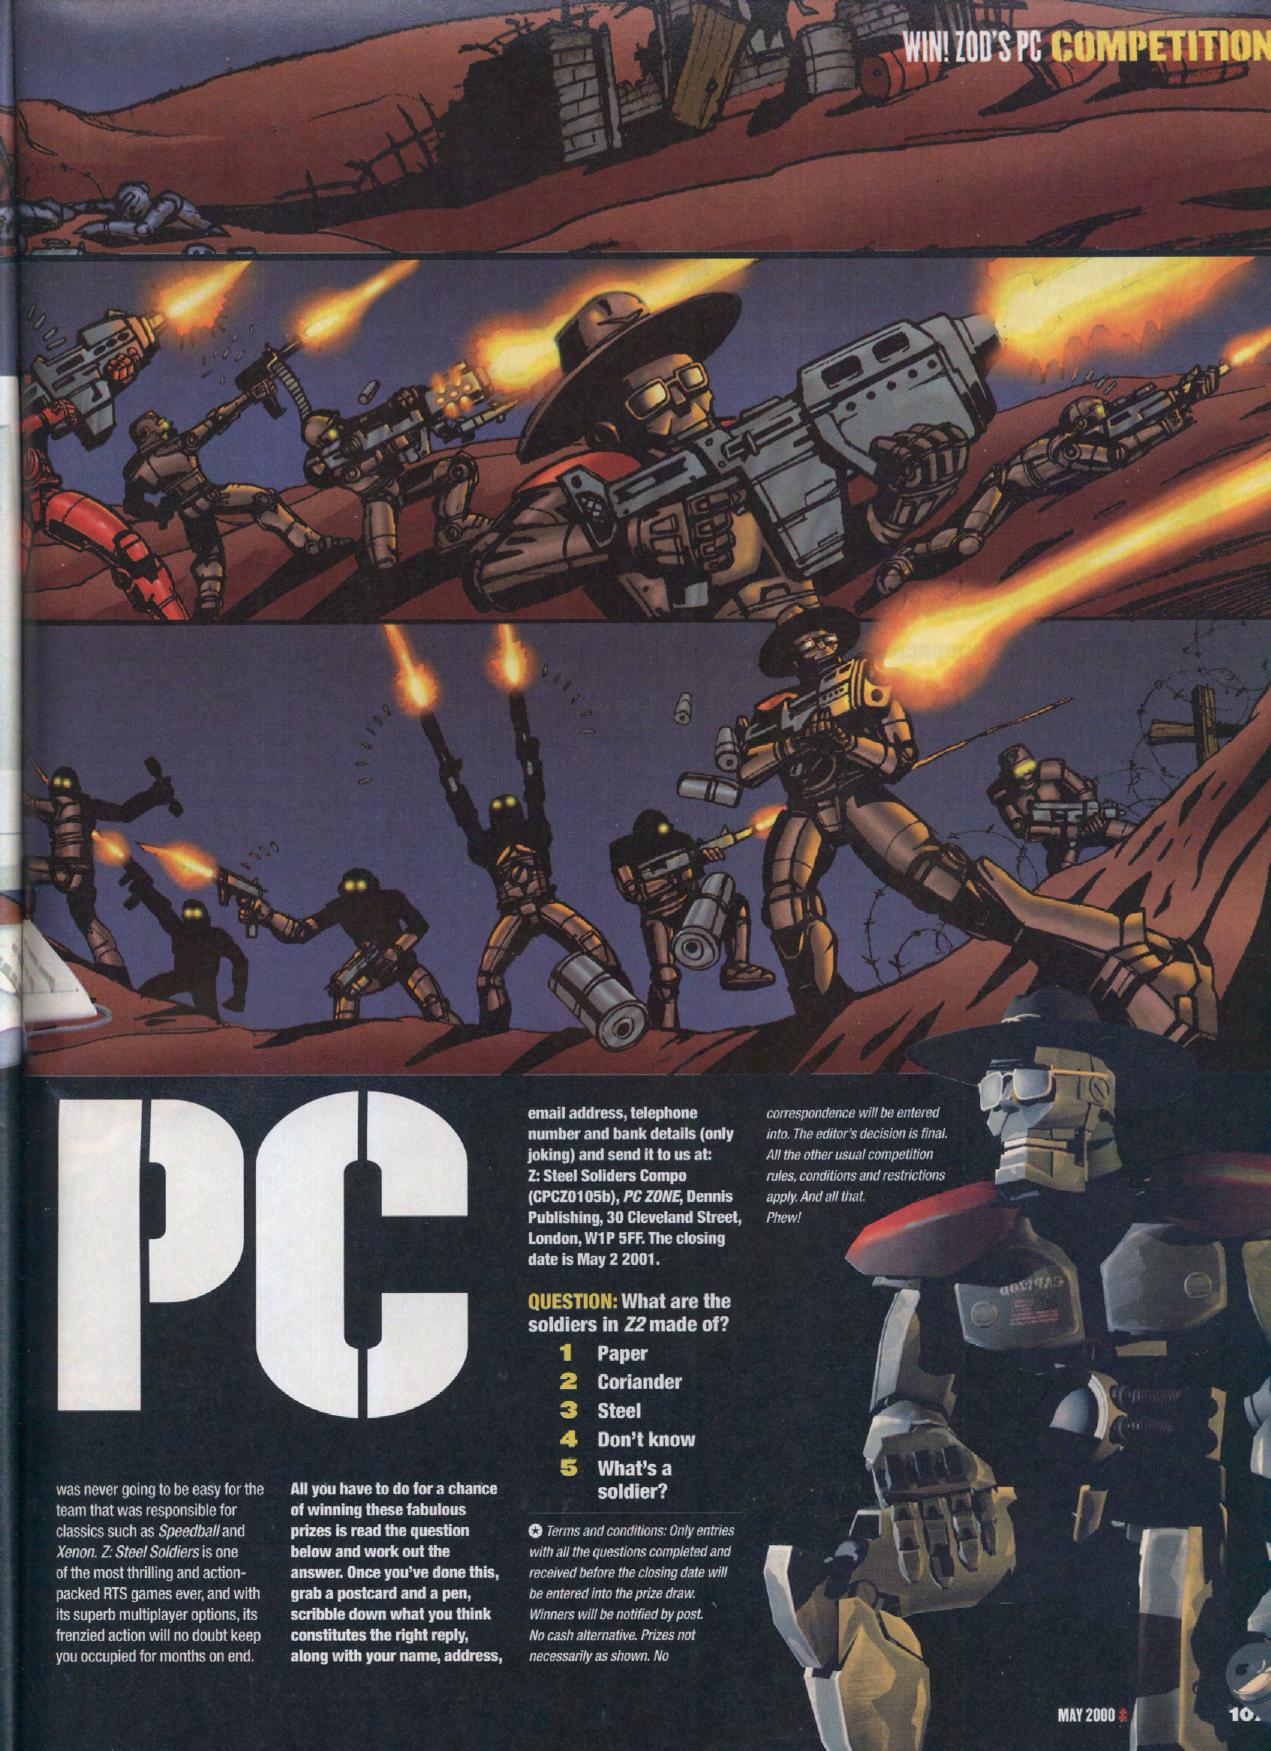 WIN! ZOD'S PC COMPETITION
PC
was never going to be easy for the
team that was responsible for
classics such as Speedball and
Xenon. Z: Steel Soldiers is one
of the most thrilling and action-
packed RTS games ever, and with
its superb multiplayer options, its
frenzied action will no doubt keep
you occupied for months on end.
All you have to do for a chance
of winning these fabulous
prizes is read the question
below and work out the
answer. Once you've done this,
grab a postcard and a pen,
scribble down what you think
constitutes the right reply,
along with your name, address,
email address, telephone
number and bank details (only
joking) and send it to us at:
Z: Steel Soliders Compo
(CPCZ0105b), PC ZONE, Dennis
Publishing, 30 Cleveland Street,
London, W1P 5FF. The closing
date is May 2 2001.
QUESTION: What are the
soldiers in Z2 made of?
1 Paper
2 Coriander
3 Steel
4 Don't know
5 What's a
soldier?
Terms and conditions: Only entries
with all the questions completed and
received before the closing date will
be entered into the prize draw.
Winners will be notified by post.
No cash alternative. Prizes not
necessarily as shown. No
correspondence will be entered
into. The editor's decision is final.
All the other usual competition
rules, conditions and restrictions
apply. And all that.
Phew!
MAY 2000